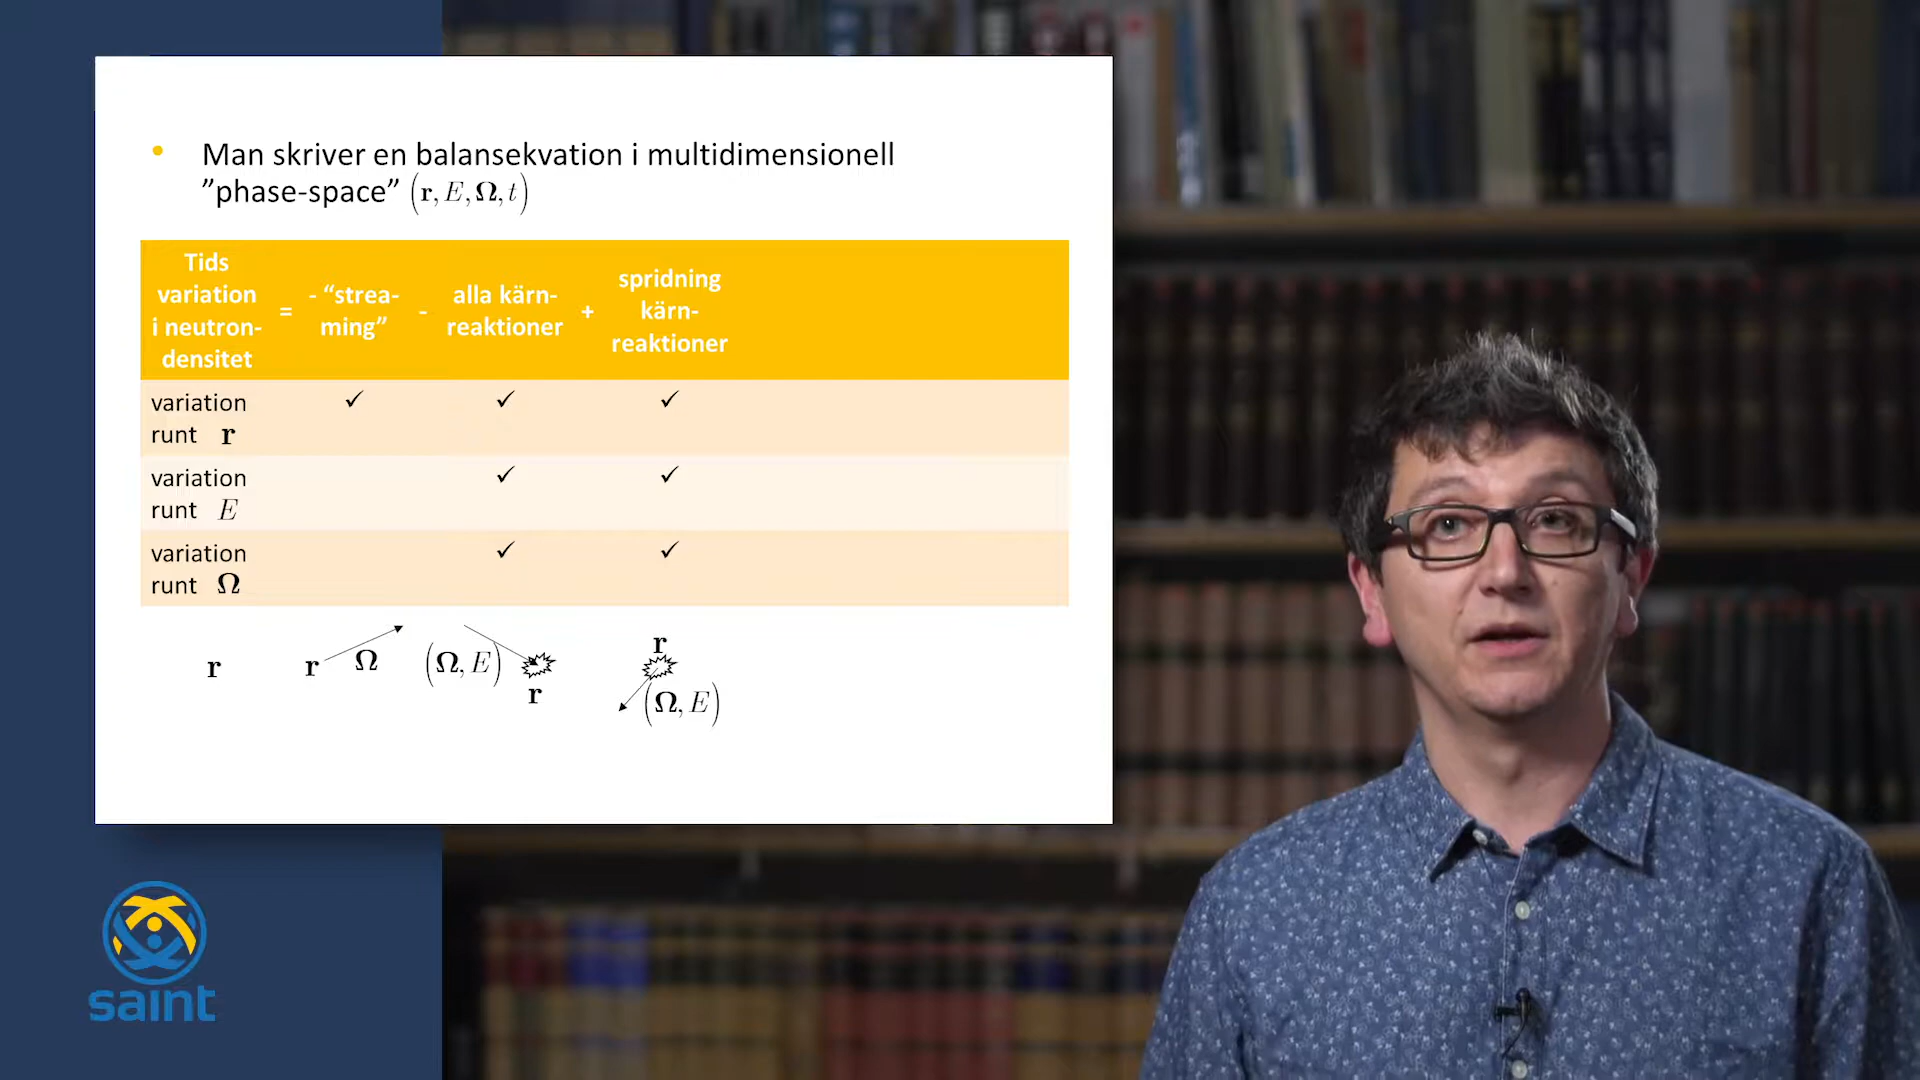 • Man skriver en balansekvation i multidimensionell
”phase-space” (r, E, Ω, t)
Tids
variation
i neutron-
densitet
=
- “strea-
ming”
-
alla kärn-
reaktioner
+
spridning
kärn-
reaktioner
variation
runt r
✓ ✓ ✓
variation
runt E
✓ ✓
variation
runt Ω
✓ ✓
r
r Ω
(Ω, E)
r
r
(Ω, E)
saint